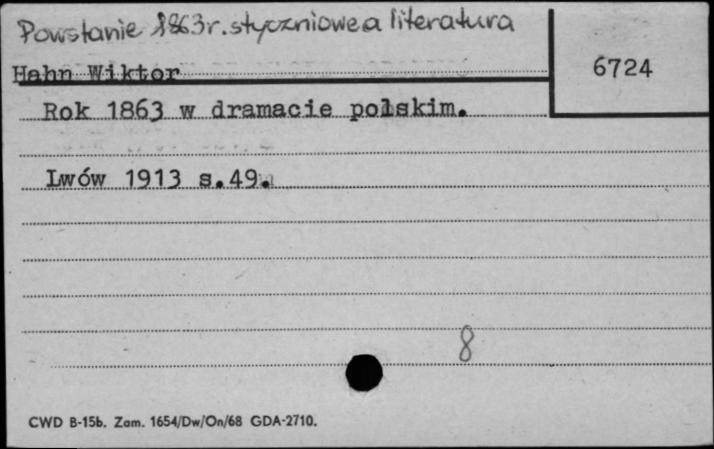 Powstanie 1863r. styczniowe a literatura
Hahn Wiktor
6724
Rok 1863 w dramacie polskim.
Lwów 1913 s.49.
8
CWD B-15b. Zam. 1654/Dw/On/68 GDA-2710.